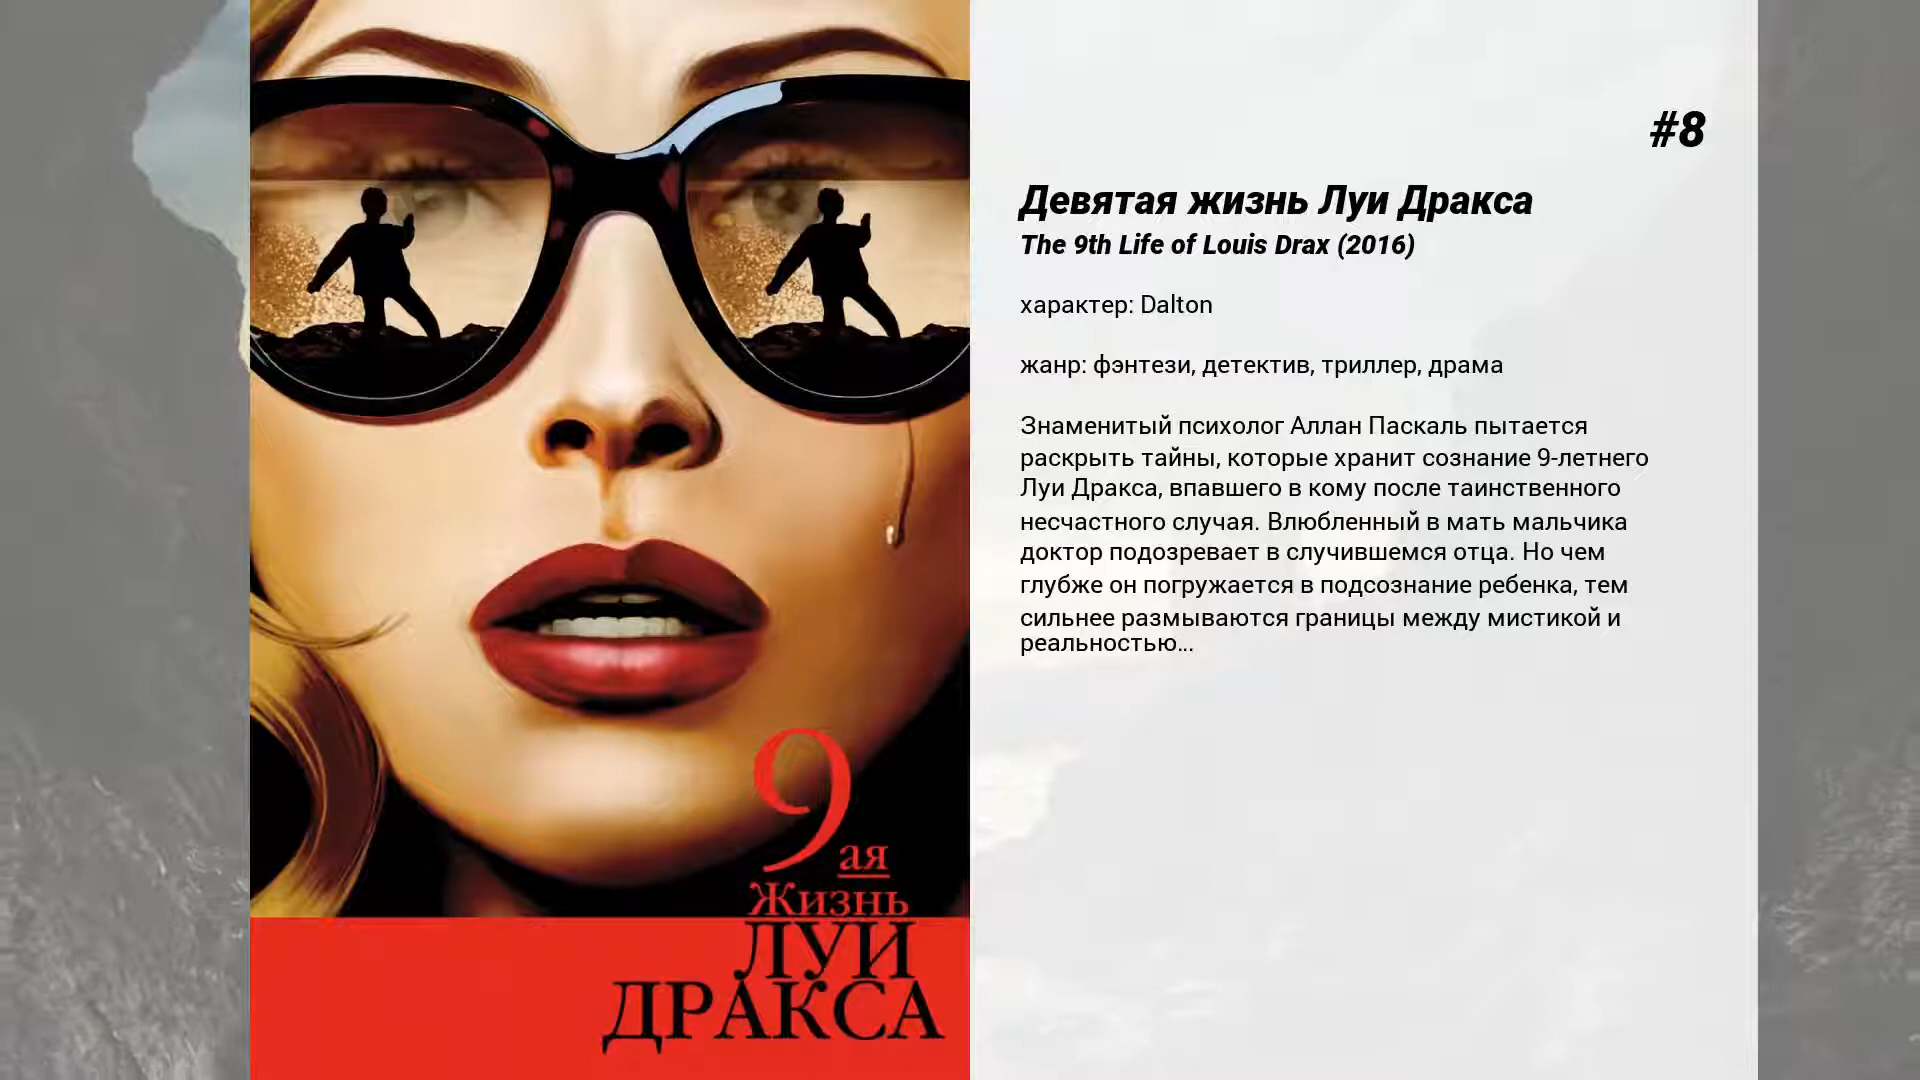 #8
Девятая жизнь Луи Дракса
The 9th Life of Louis Drax (2016)
характер: Dalton
жанр: фэнтези, детектив, триллер, драма
Знаменитый психолог Аллан Паскаль пытается
раскрыть тайны, которые хранит сознание 9-летнего
Луи Дракса, впавшего в кому после таинственного
несчастного случая. Влюбленный в мать мальчика
доктор подозревает в случившемся отца. Но чем
глубже он погружается в подсознание ребенка, тем
сильнее размываются границы между мистикой и
реальностью...
9ая
Жизнь
ЛУИ
ДРАКСА